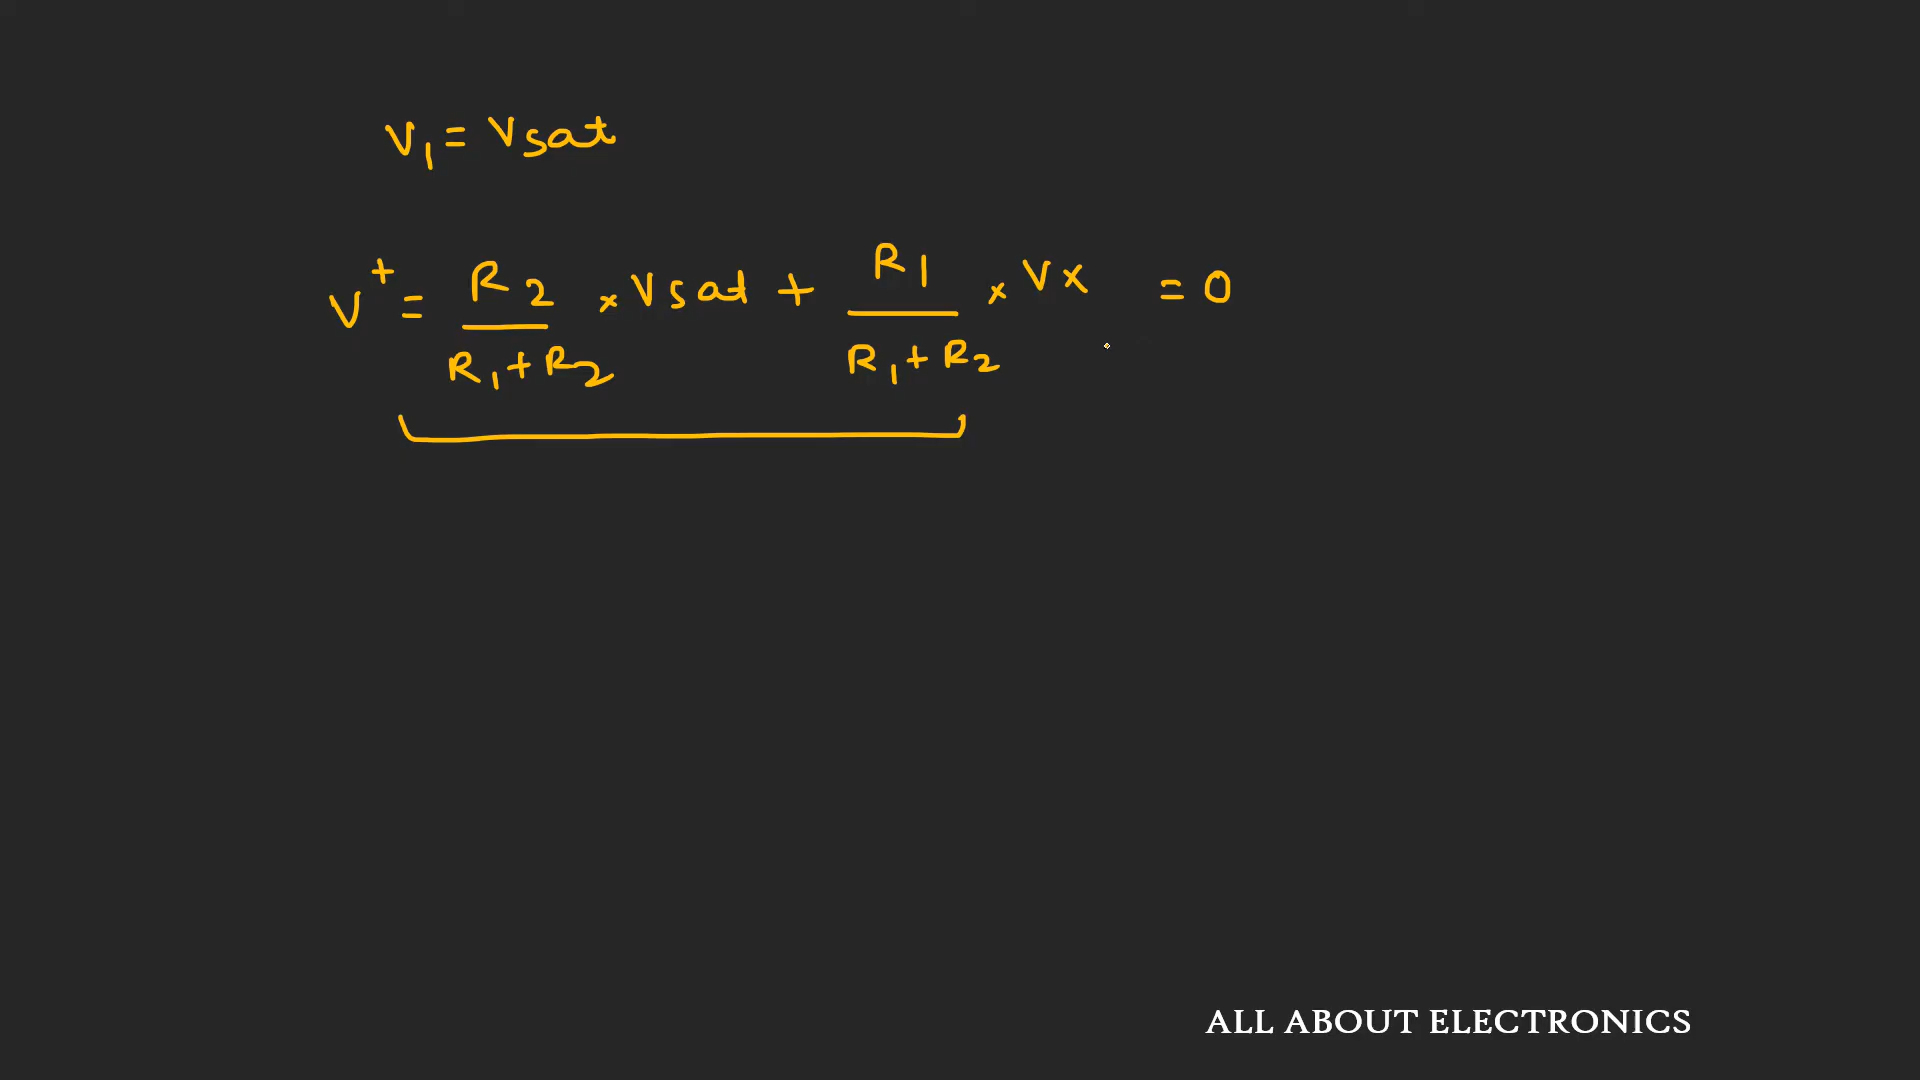 V₁ = Vsat
V⁺ = R₂/(R₁+R₂) × Vsat + R₁/(R₁+R₂) × Vx = 0
ALL ABOUT ELECTRONICS